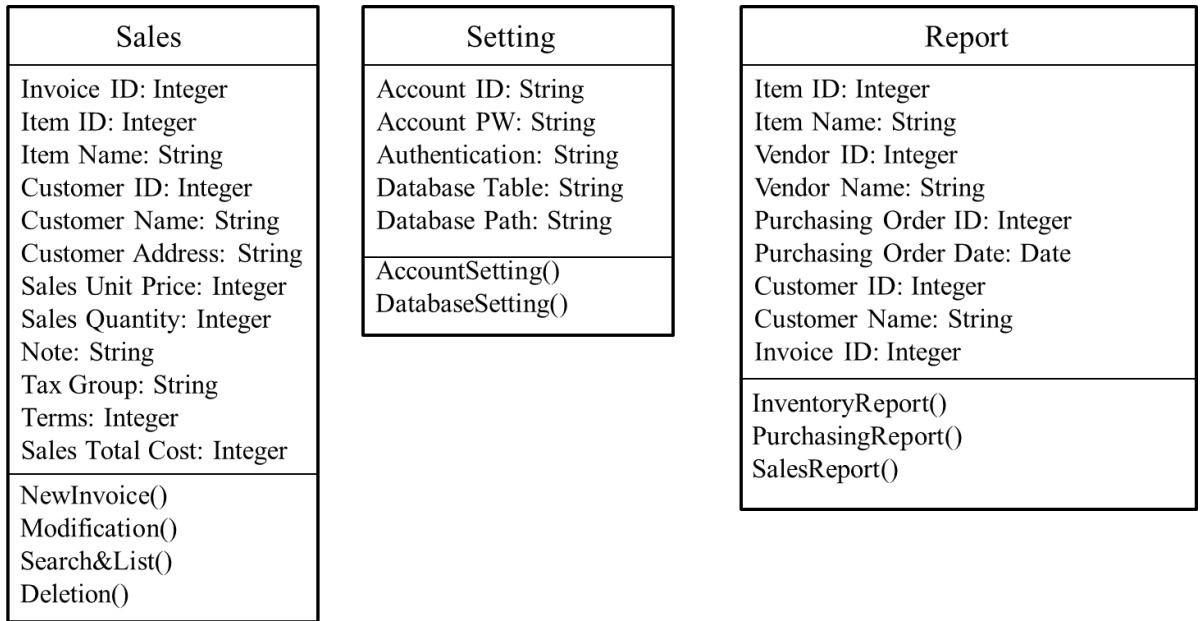 Sales
Invoice ID: Integer
Item ID: Integer
Item Name: String
Customer ID: Integer
Customer Name: String
Customer Address: String
Sales Unit Price: Integer
Sales Quantity: Integer
Note: String
Tax Group: String
Terms: Integer
Sales Total Cost: Integer
NewInvoice()
Modification()
Search&List()
Deletion()
Setting
Account ID: String
Account PW: String
Authentication: String
Database Table: String
Database Path: String
AccountSetting()
DatabaseSetting()
Report
Item ID: Integer
Item Name: String
Vendor ID: Integer
Vendor Name: String
Purchasing Order ID: Integer
Purchasing Order Date: Date
Customer ID: Integer
Customer Name: String
Invoice ID: Integer
InventoryReport()
PurchasingReport()
SalesReport()